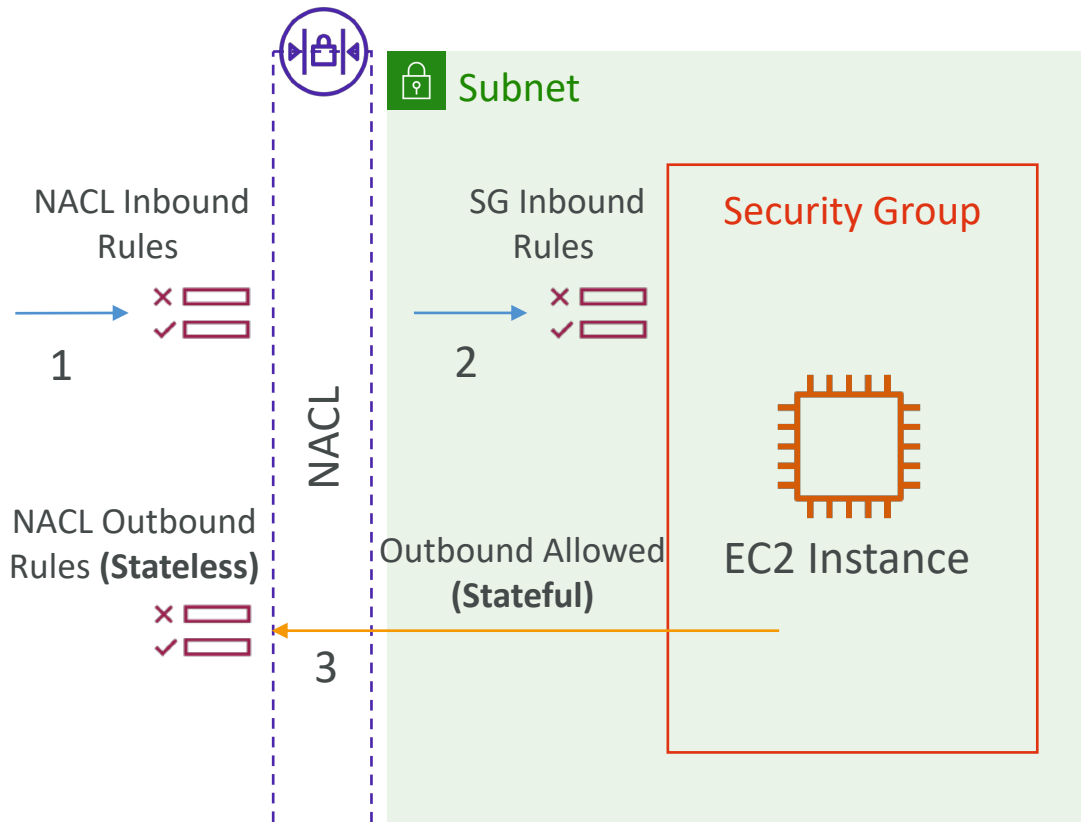 Subnet
NACL Inbound
Rules
SG Inbound
Rules
Security Group
1
2
NACL
NACL Outbound
Rules (Stateless)
Outbound Allowed
(Stateful)
EC2 Instance
3